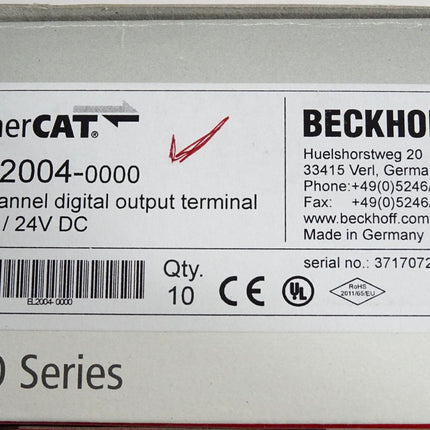 herCAT®
2004-0000
annel digital output terminal
/ 24V DC
EL2004-0000
Qty.
10 CE UL
BECKHOF
Huelshorstweg 20
33415 Verl, Germa
Phone:+49(0)5246/
Fax: +49(0)5246/
www.beckhoff.com
Made in Germany
serial no.: 3717072
RoHS
2011/65/EU
Series